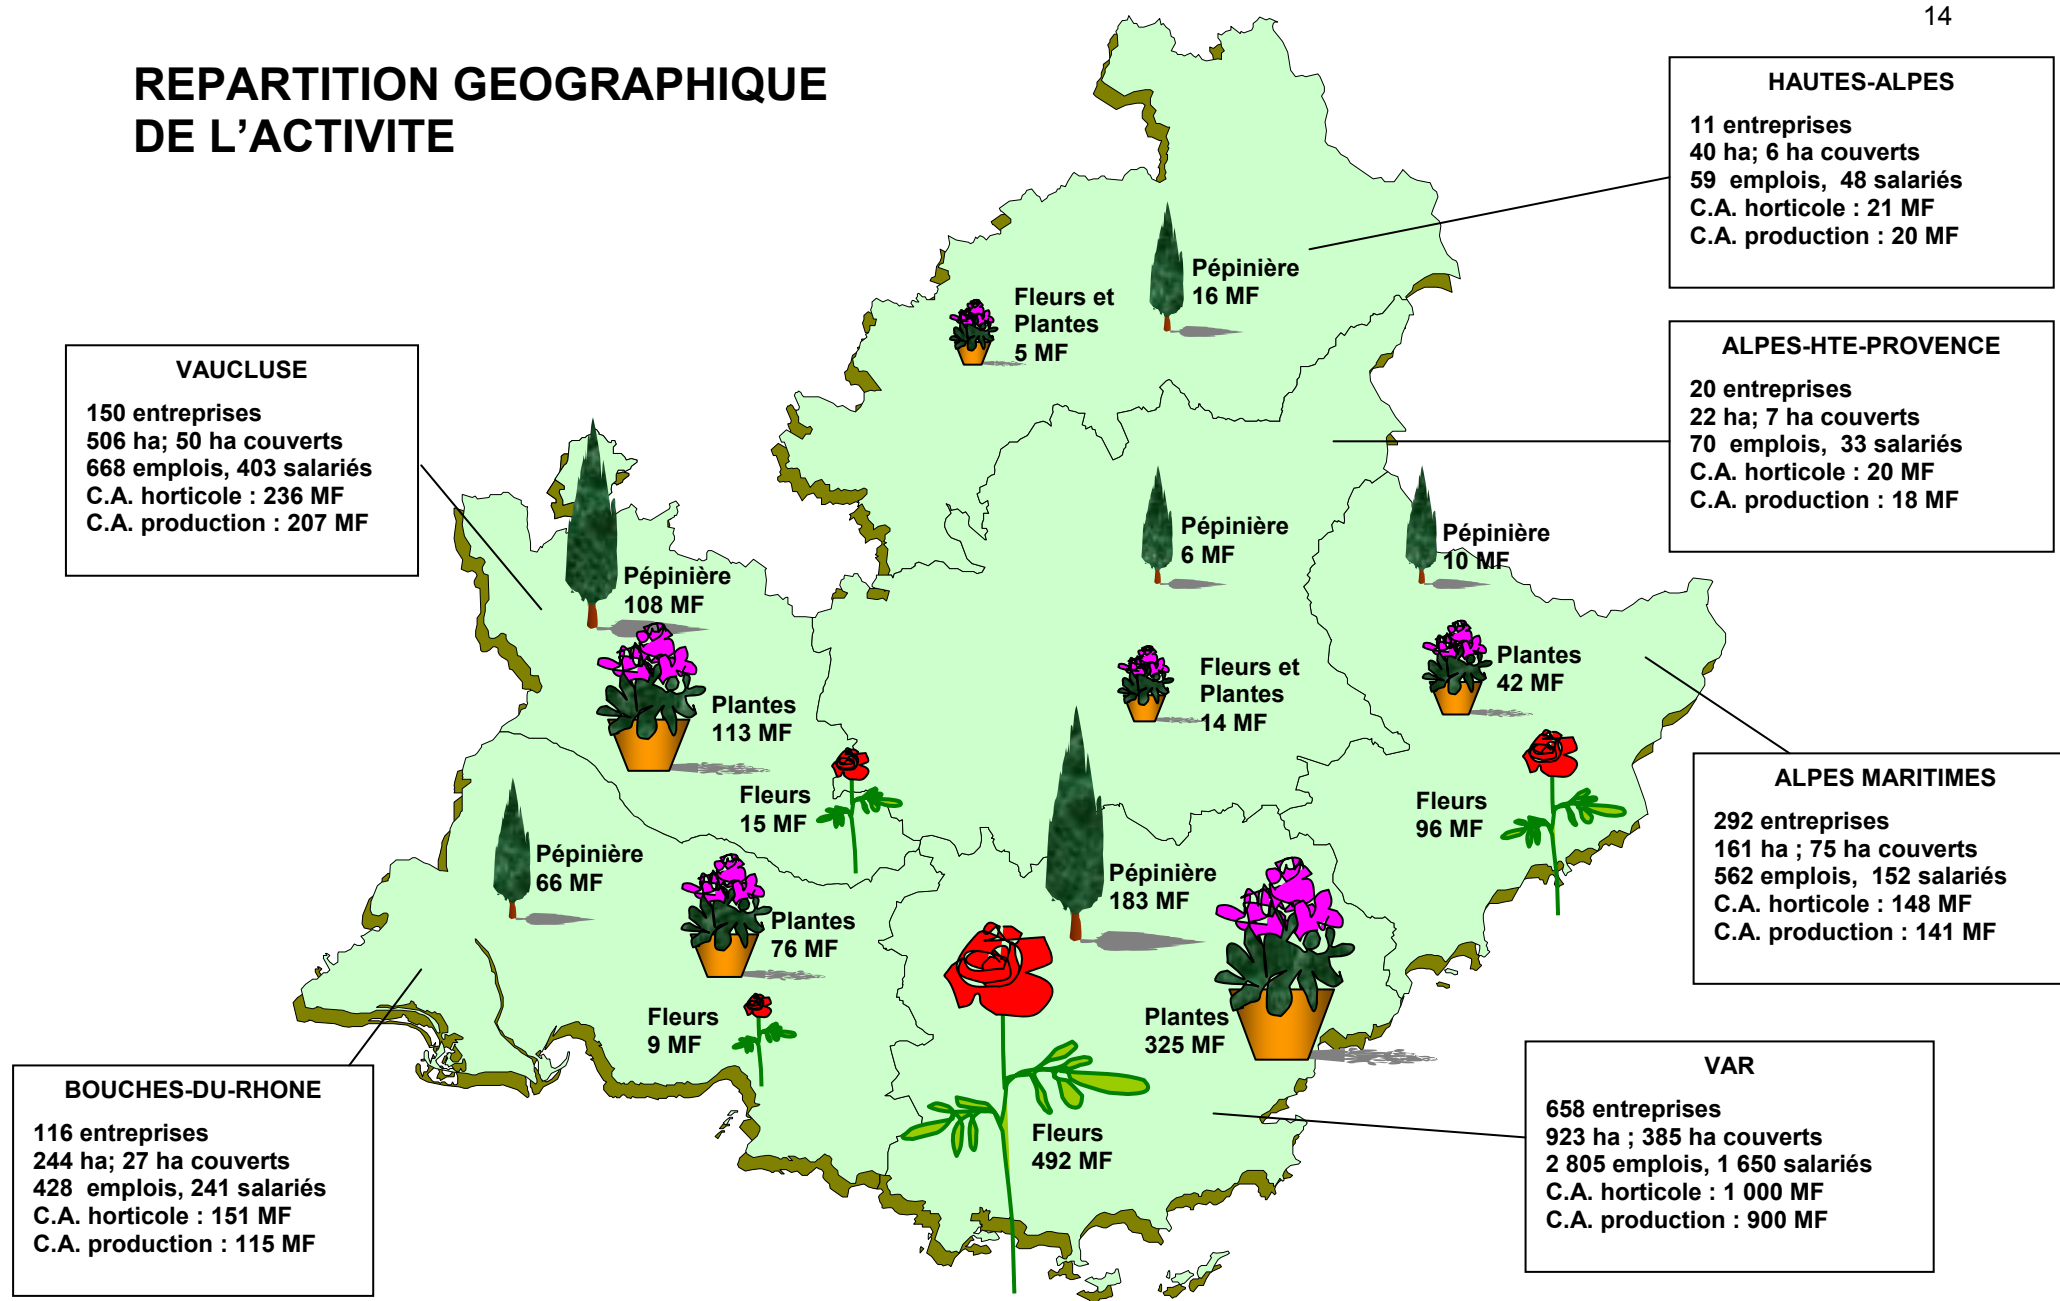 14
REPARTITION GEOGRAPHIQUE
DE L'ACTIVITE
HAUTES-ALPES
11 entreprises
40 ha; 6 ha couverts
59 emplois, 48 salariés
C.A. horticole : 21 MF
C.A. production : 20 MF
Pépinière
16 MF
Fleurs et
Plantes
5 MF
ALPES-HTE-PROVENCE
20 entreprises
22 ha; 7 ha couverts
70 emplois, 33 salariés
C.A. horticole : 20 MF
C.A. production : 18 MF
VAUCLUSE
150 entreprises
506 ha; 50 ha couverts
668 emplois, 403 salariés
C.A. horticole : 236 MF
C.A. production : 207 MF
Pépinière
6 MF
Pépinière
10 MF
Pépinière
108 MF
Fleurs et
Plantes
14 MF
Plantes
42 MF
Plantes
113 MF
Fleurs
15 MF
Fleurs
96 MF
ALPES MARITIMES
292 entreprises
161 ha ; 75 ha couverts
562 emplois, 152 salariés
C.A. horticole : 148 MF
C.A. production : 141 MF
Pépinière
66 MF
Pépinière
183 MF
Plantes
76 MF
Fleurs
9 MF
Plantes
325 MF
Fleurs
492 MF
BOUCHES-DU-RHONE
116 entreprises
244 ha; 27 ha couverts
428 emplois, 241 salariés
C.A. horticole : 151 MF
C.A. production : 115 MF
VAR
658 entreprises
923 ha ; 385 ha couverts
2 805 emplois, 1 650 salariés
C.A. horticole : 1 000 MF
C.A. production : 900 MF